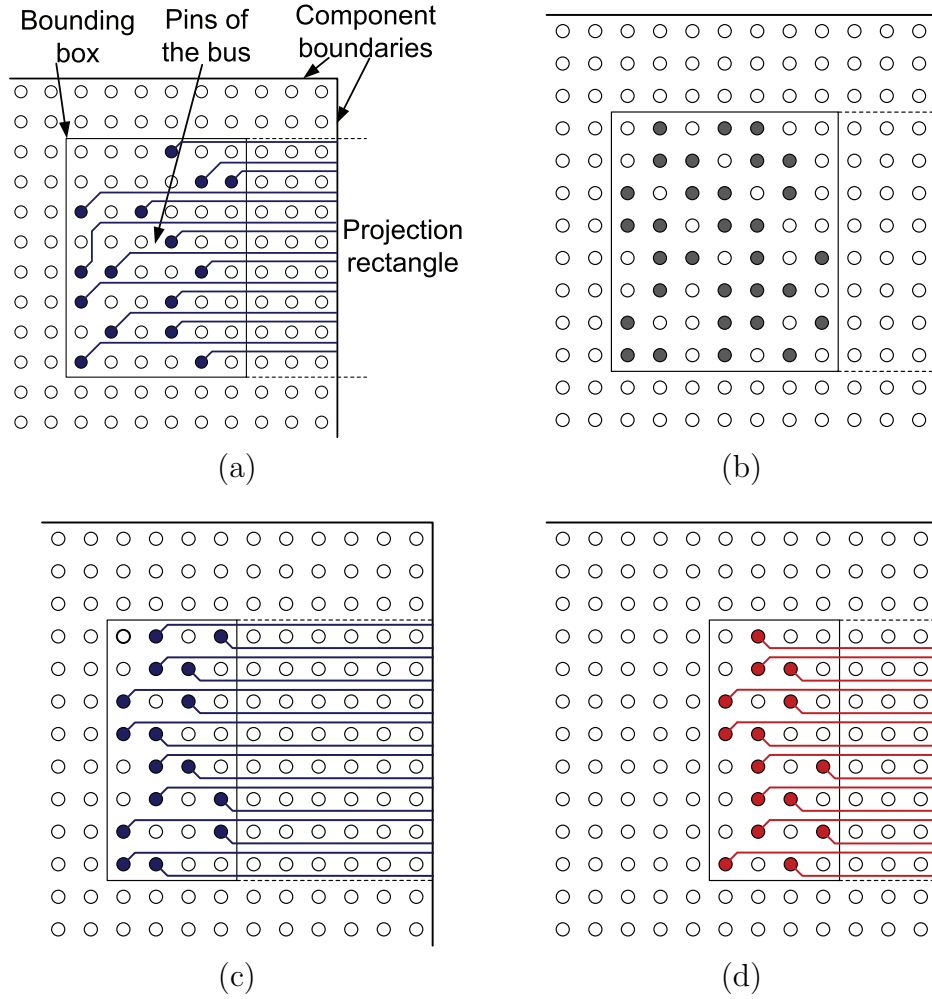 Bounding
box
Pins of
the bus
Component
boundaries
Projection
rectangle
(a)
(b)
(c)
(d)